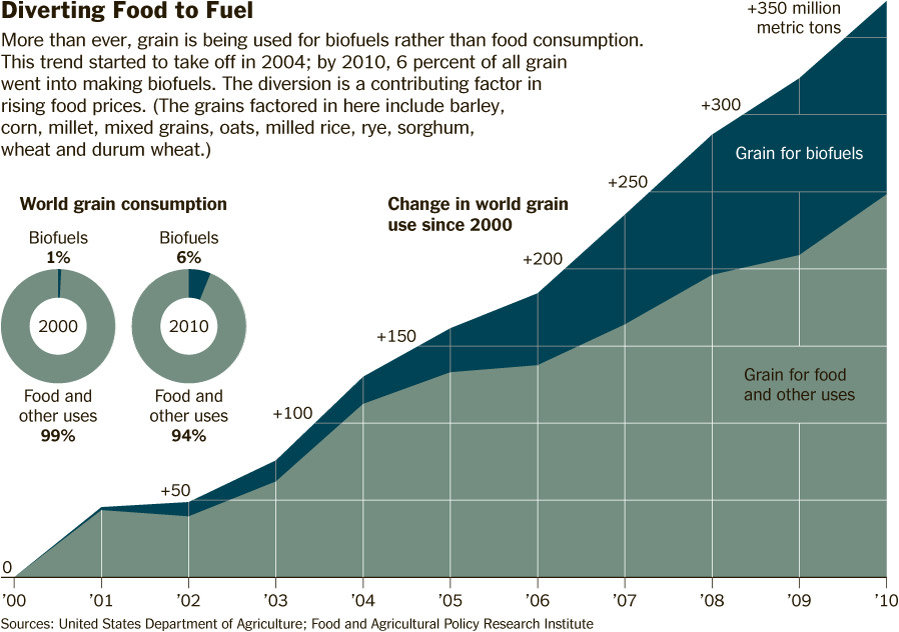 Diverting Food to Fuel
More than ever, grain is being used for biofuels rather than food consumption.
This trend started to take off in 2004; by 2010, 6 percent of all grain
went into making biofuels. The diversion is a contributing factor in
rising food prices. (The grains factored in here include barley,
corn, millet, mixed grains, oats, milled rice, rye, sorghum,
wheat and durum wheat.)
World grain consumption
Biofuels
1%
2000
Food and
other uses
99%
Biofuels
6%
2010
Food and
other uses
94%
Change in world grain
use since 2000
+350 million
metric tons
+300
+250
+200
+150
+100
+50
0
Grain for biofuels
Grain for food
and other uses
’00 ’01 ’02 ’03 ’04 ’05 ’06 ’07 ’08 ’09 ’10
Sources: United States Department of Agriculture; Food and Agricultural Policy Research Institute